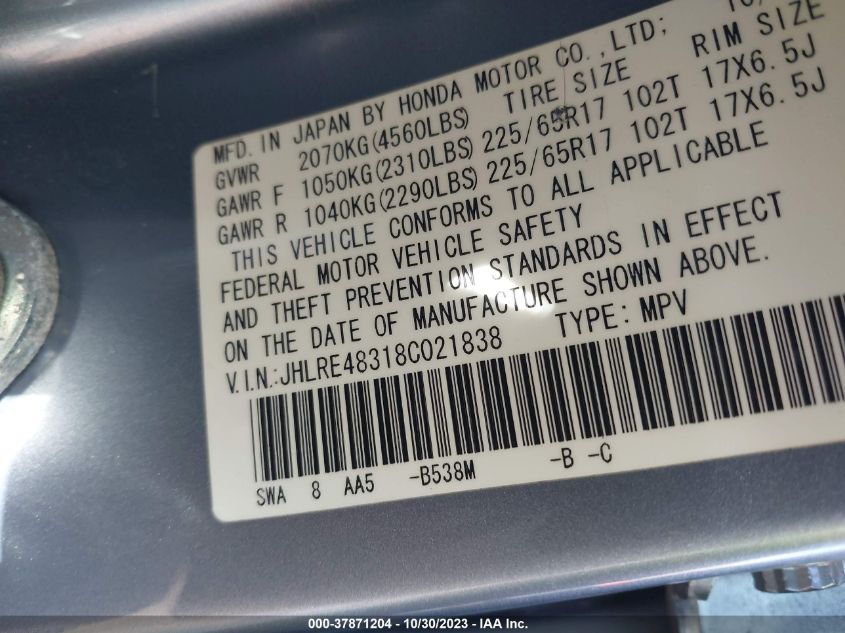 MFD. IN JAPAN BY HONDA MOTOR CO., LTD; 10/
GVWR 2070KG(4560LBS) TIRE SIZE RIM SIZE
GAWR F 1050KG(2310LBS) 225/65R17 102T 17X6.5J
GAWR R 1040KG(2290LBS) 225/65R17 102T 17X6.5J
THIS VEHICLE CONFORMS TO ALL APPLICABLE
FEDERAL MOTOR VEHICLE SAFETY
AND THEFT PREVENTION STANDARDS IN EFFECT
ON THE DATE OF MANUFACTURE SHOWN ABOVE.
V.I.N.:JHLRE48318C021838 TYPE: MPV
SWA 8 AA5 -B538M -B -C
000-37871204 - 10/30/2023 - IAA Inc.